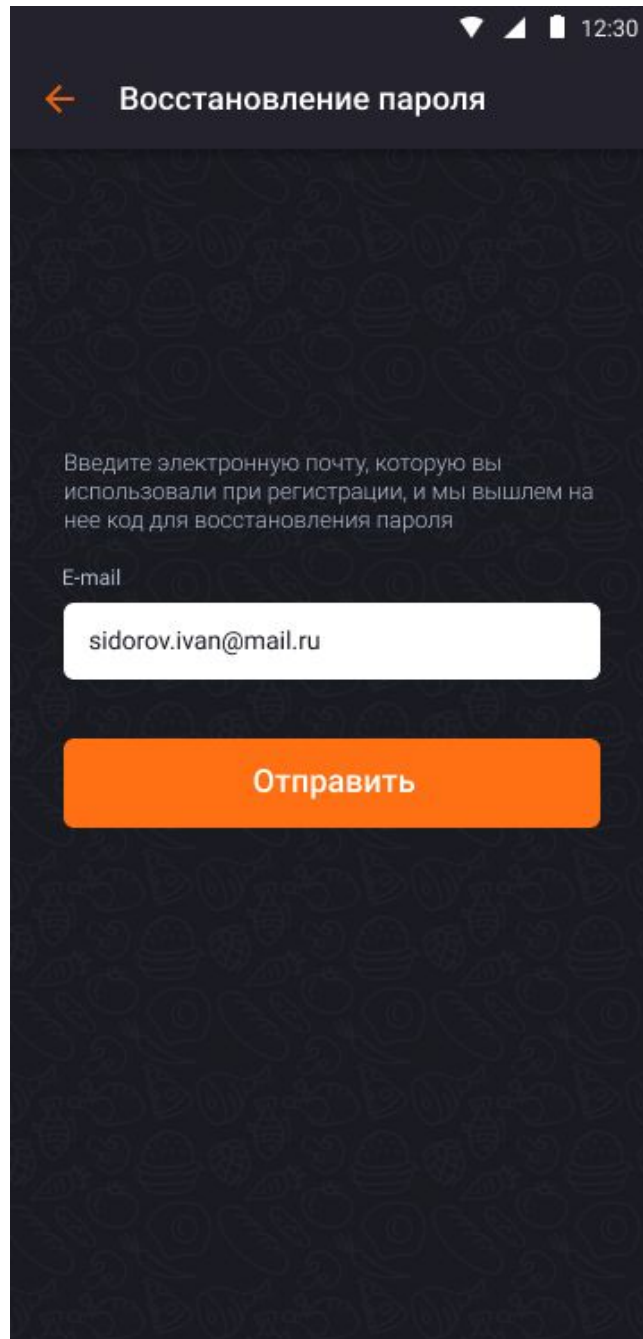 12:30
Восстановление пароля
Введите электронную почту, которую вы
использовали при регистрации, и мы вышлем на
нее код для восстановления пароля
E-mail
sidorov.ivan@mail.ru
Отправить